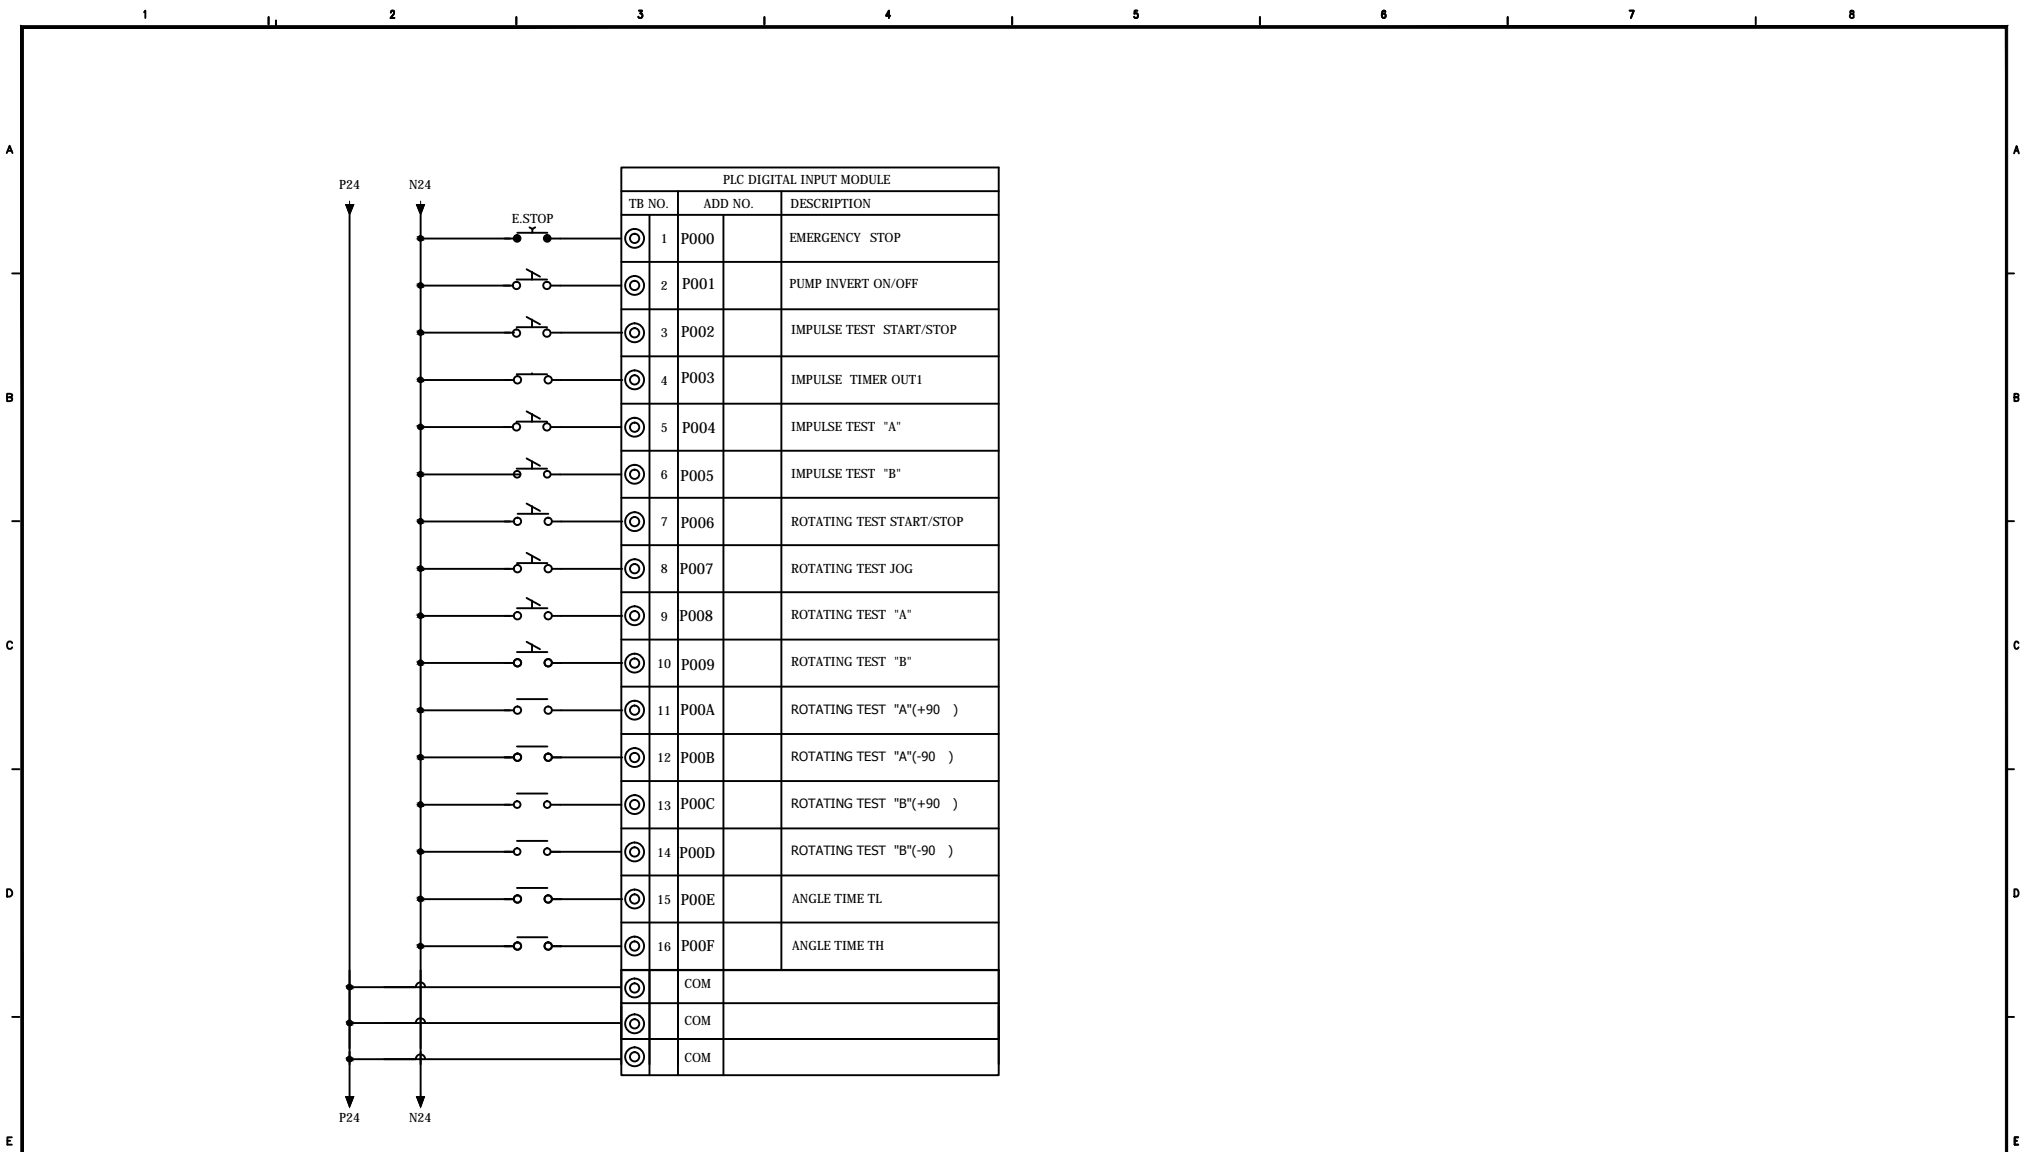 1 2 3 4 5 6 7 8
A A
P24 N24 PLC DIGITAL INPUT MODULE
TB NO. ADD NO. DESCRIPTION
E.STOP
1 P000 EMERGENCY STOP
2 P001 PUMP INVERT ON/OFF
3 P002 IMPULSE TEST START/STOP
4 P003 IMPULSE TIMER OUT1
B B
5 P004 IMPULSE TEST "A"
6 P005 IMPULSE TEST "B"
7 P006 ROTATING TEST START/STOP
8 P007 ROTATING TEST JOG
9 P008 ROTATING TEST "A"
C C
10 P009 ROTATING TEST "B"
11 P00A ROTATING TEST "A"(+90 )
12 P00B ROTATING TEST "A"(-90 )
13 P00C ROTATING TEST "B"(+90 )
14 P00D ROTATING TEST "B"(-90 )
D D
15 P00E ANGLE TIME TL
16 P00F ANGLE TIME TH
COM
COM
COM
P24 N24
E E